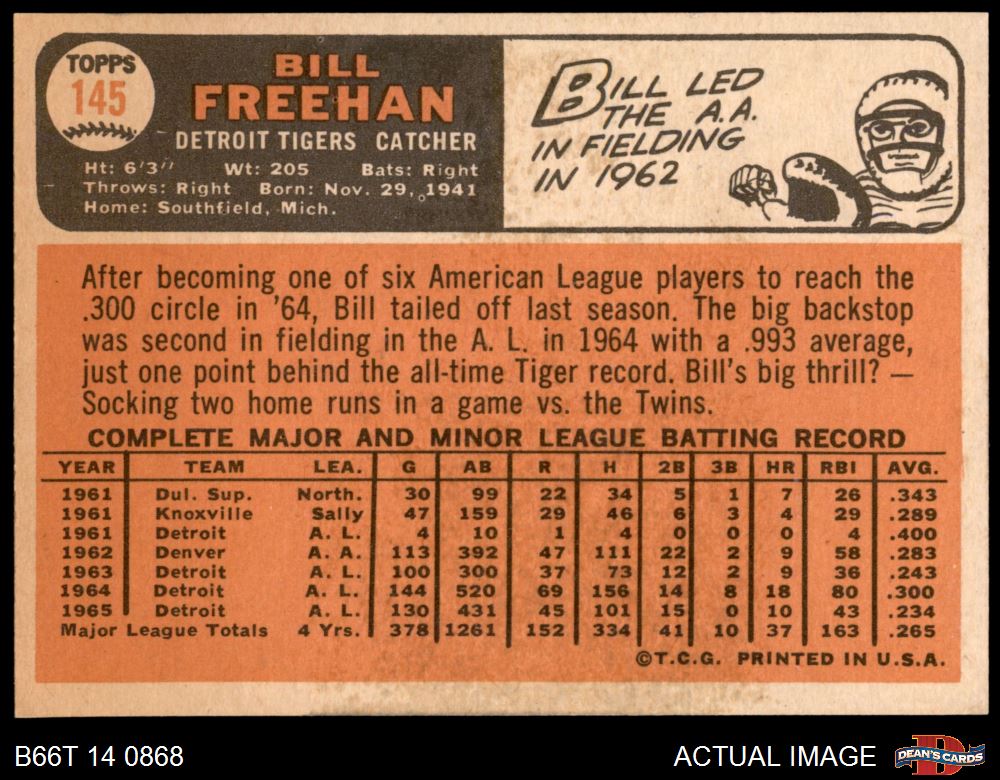 TOPPS
145
BILL
FREEHAN
DETROIT TIGERS CATCHER
Ht: 6'3" Wt: 205 Bats: Right
Throws: Right Born: Nov. 29, 1941
Home: Southfield, Mich.
BILL LED
THE A.A.
IN FIELDING
IN 1962
After becoming one of six American League players to reach the
.300 circle in '64, Bill tailed off last season. The big backstop
was second in fielding in the A. L. in 1964 with a .993 average,
just one point behind the all-time Tiger record. Bill's big thrill? —
Socking two home runs in a game vs. the Twins.
COMPLETE MAJOR AND MINOR LEAGUE BATTING RECORD
YEAR TEAM LEA. G AB R H 2B 3B HR RBI AVG.
1961 Dul. Sup. North. 30 99 22 34 5 1 7 26 .343
1961 Knoxville Sally 47 159 29 46 6 3 4 29 .289
1961 Detroit A. L. 4 10 1 4 0 0 0 4 .400
1962 Denver A. A. 113 392 47 111 22 2 9 58 .283
1963 Detroit A. L. 100 300 37 73 12 2 9 36 .243
1964 Detroit A. L. 144 520 69 156 14 8 18 80 .300
1965 Detroit A. L. 130 431 45 101 15 0 10 43 .234
Major League Totals 4 Yrs. 378 1261 152 334 41 10 37 163 .265
©T.C.G. PRINTED IN U.S.A.
B66T 14 0868
ACTUAL IMAGE
DEAN'S CARDS